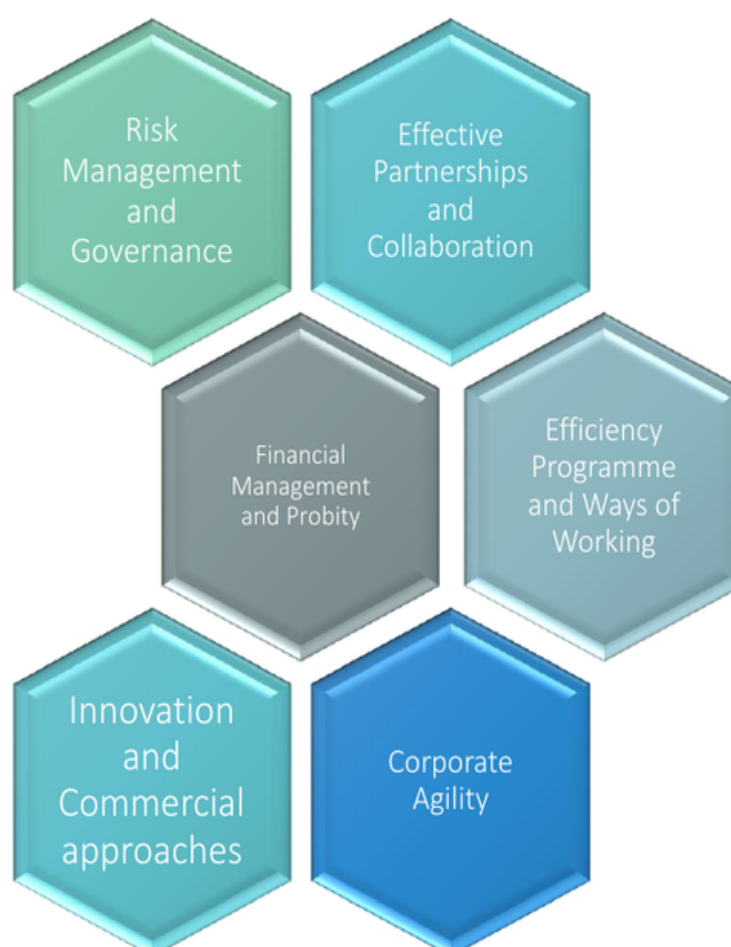 Risk
Management
and
Governance
Effective
Partnerships
and
Collaboration
Financial
Management
and Probity
Efficiency
Programme
and Ways of
Working
Innovation
and
Commercial
approaches
Corporate
Agility